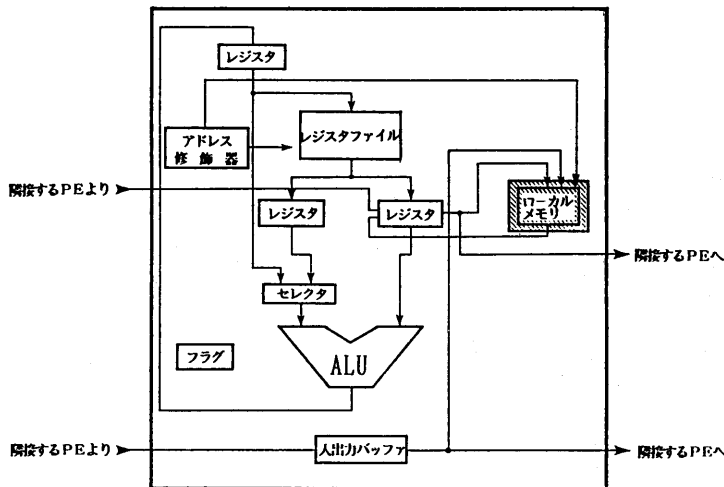 レジスタ
アドレス
修飾器
レジスタファイル
隣接するPEより
レジスタ
レジスタ
ローカル
メモリ
隣接するPEへ
セレクタ
フラグ
ALU
隣接するPEより
入出力バッファ
隣接するPEへ